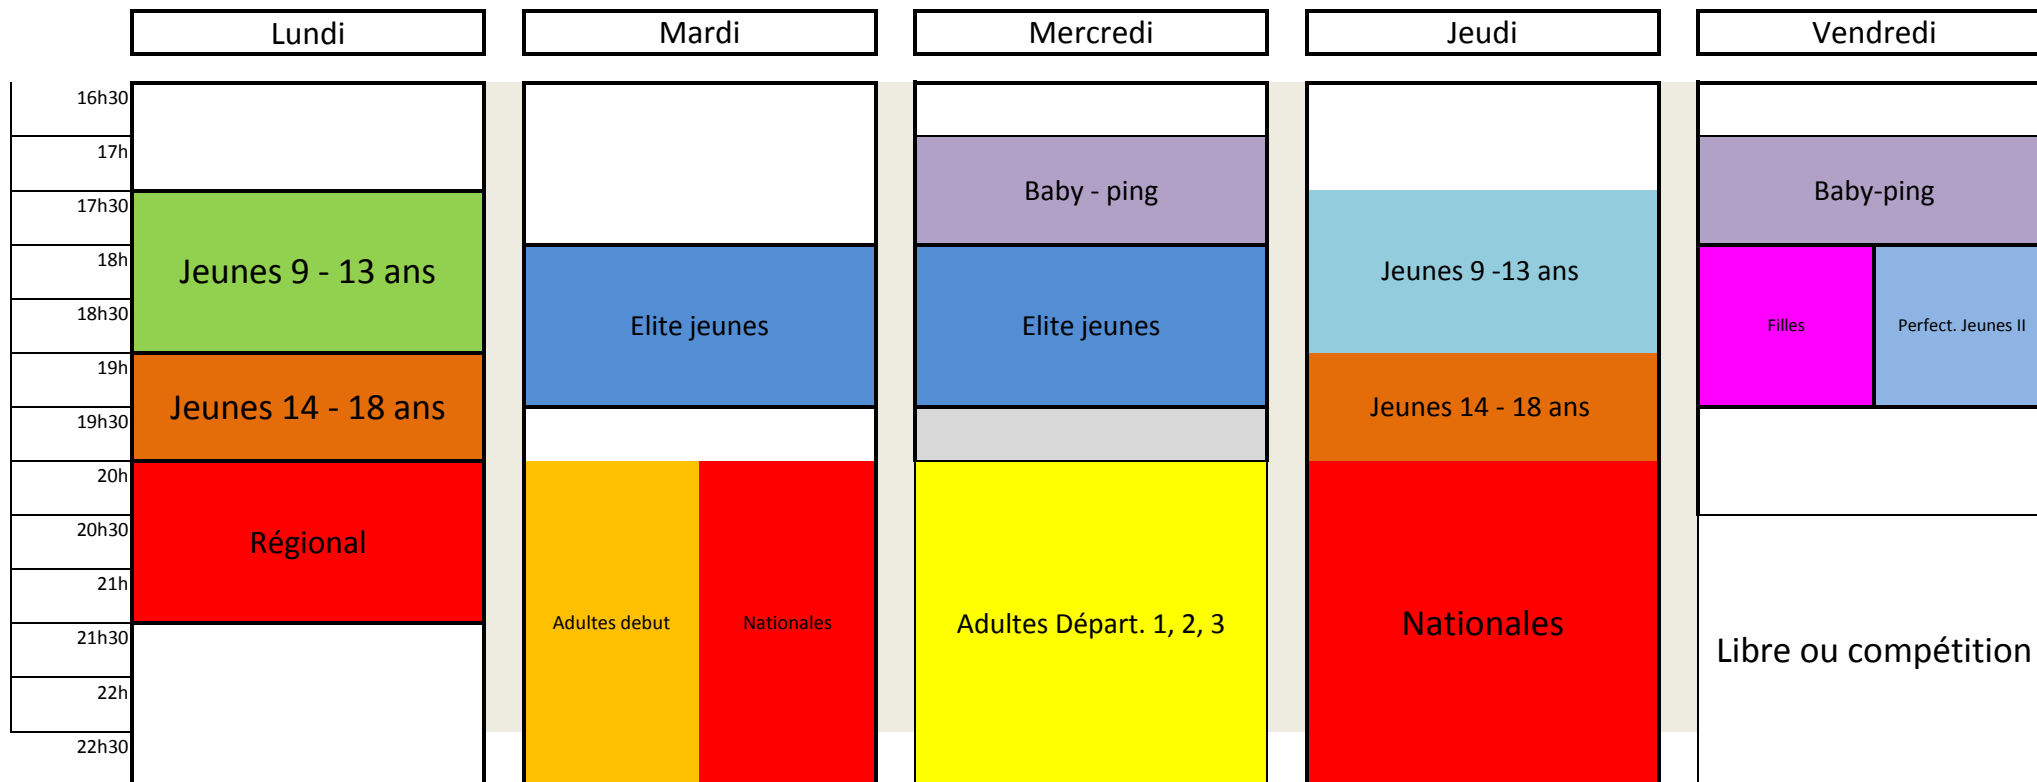 Lundi
Mardi
Mercredi
Jeudi
Vendredi
16h30
17h
17h30
18h
18h30
19h
19h30
20h
20h30
21h
21h30
22h
22h30
Jeunes 9 - 13 ans
Jeunes 14 - 18 ans
Régional
Elite jeunes
Adultes debut
Nationales
Baby - ping
Elite jeunes
Adultes Départ. 1, 2, 3
Jeunes 9 -13 ans
Jeunes 14 - 18 ans
Nationales
Baby-ping
Filles
Perfect. Jeunes II
Libre ou compétition